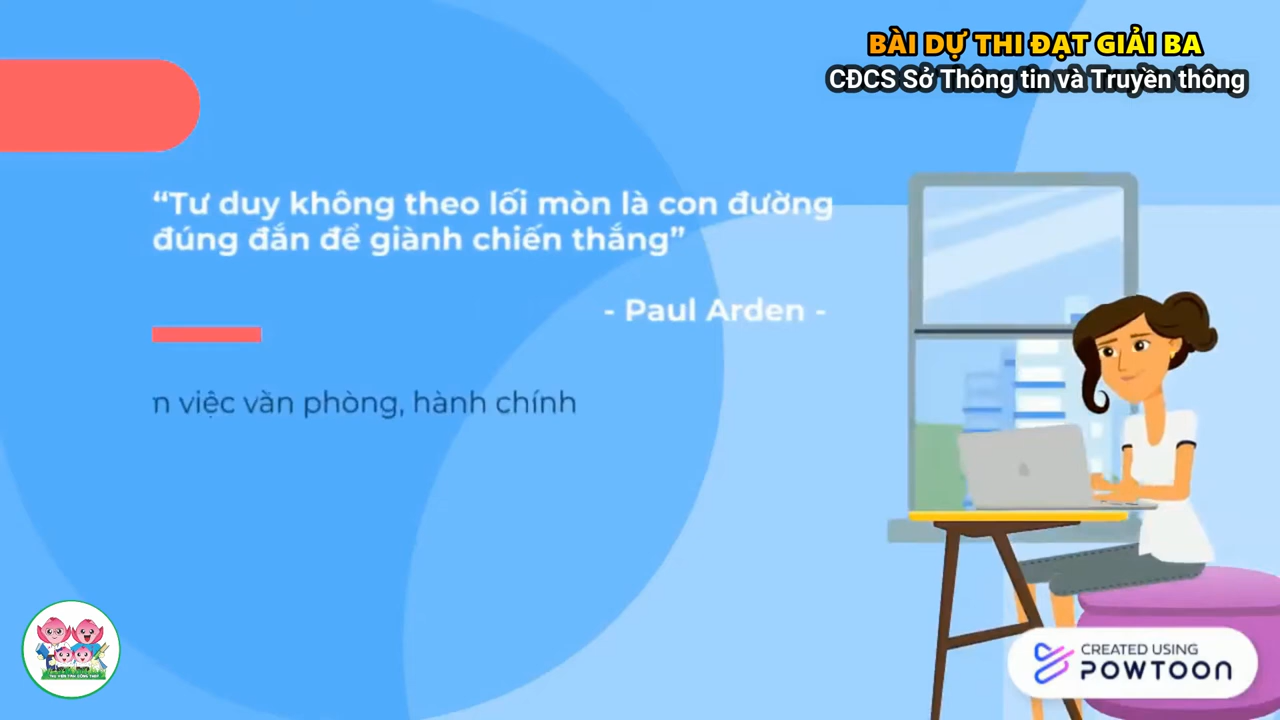 BÀI DỰ THI ĐẠT GIẢI BA
CĐCS Sở Thông tin và Truyền thông
“Tư duy không theo lối mòn là con đường
đúng đắn để giành chiến thắng”
- Paul Arden -
n việc văn phòng, hành chính
CREATED USING
POWTOON